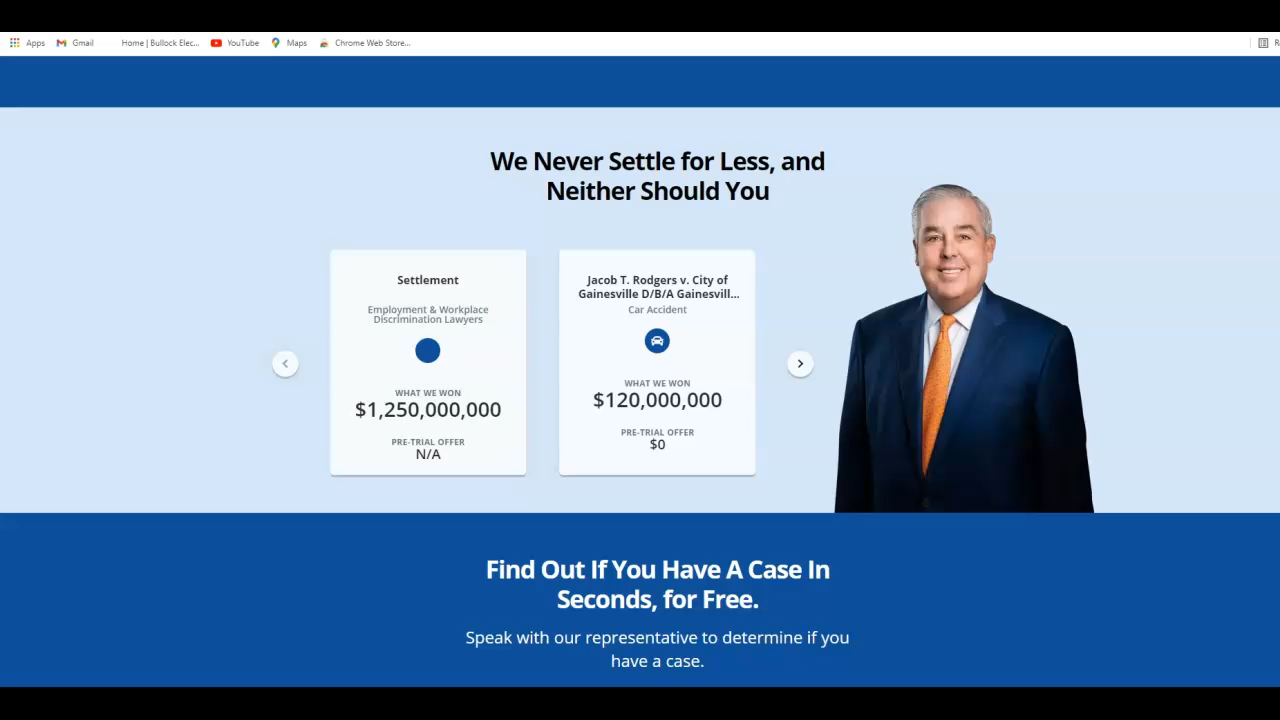 Apps Gmail Home | Bullock Elec... YouTube Maps Chrome Web Store...
We Never Settle for Less, and
Neither Should You
Settlement
Employment & Workplace
Discrimination Lawyers
WHAT WE WON
$1,250,000,000
PRE-TRIAL OFFER
N/A
Jacob T. Rodgers v. City of
Gainesville D/B/A Gainesvill...
Car Accident
WHAT WE WON
$120,000,000
PRE-TRIAL OFFER
$0
Find Out If You Have A Case In
Seconds, for Free.
Speak with our representative to determine if you
have a case.